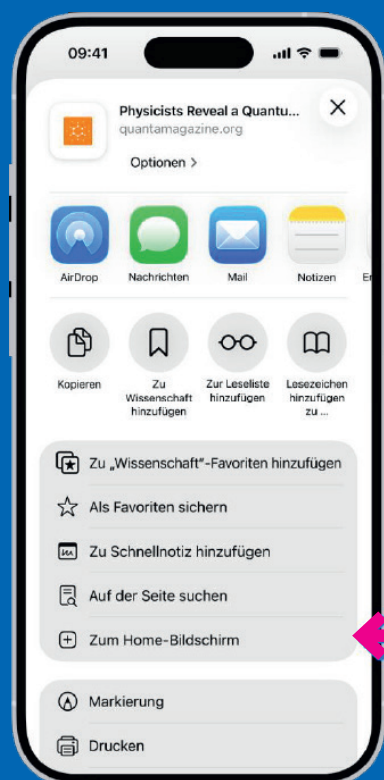 09:41
Physicists Reveal a Quantu...
quantamagazine.org
Optionen >
AirDrop
Nachrichten
Mail
Notizen
Kopieren
Zu
Wissenschaft
hinzufügen
Zur Leseliste
hinzufügen
Lesezeichen
hinzufügen
zu ...
Zu „Wissenschaft"-Favoriten hinzufügen
Als Favoriten sichern
Zu Schnellnotiz hinzufügen
Auf der Seite suchen
Zum Home-Bildschirm
Markierung
Drucken